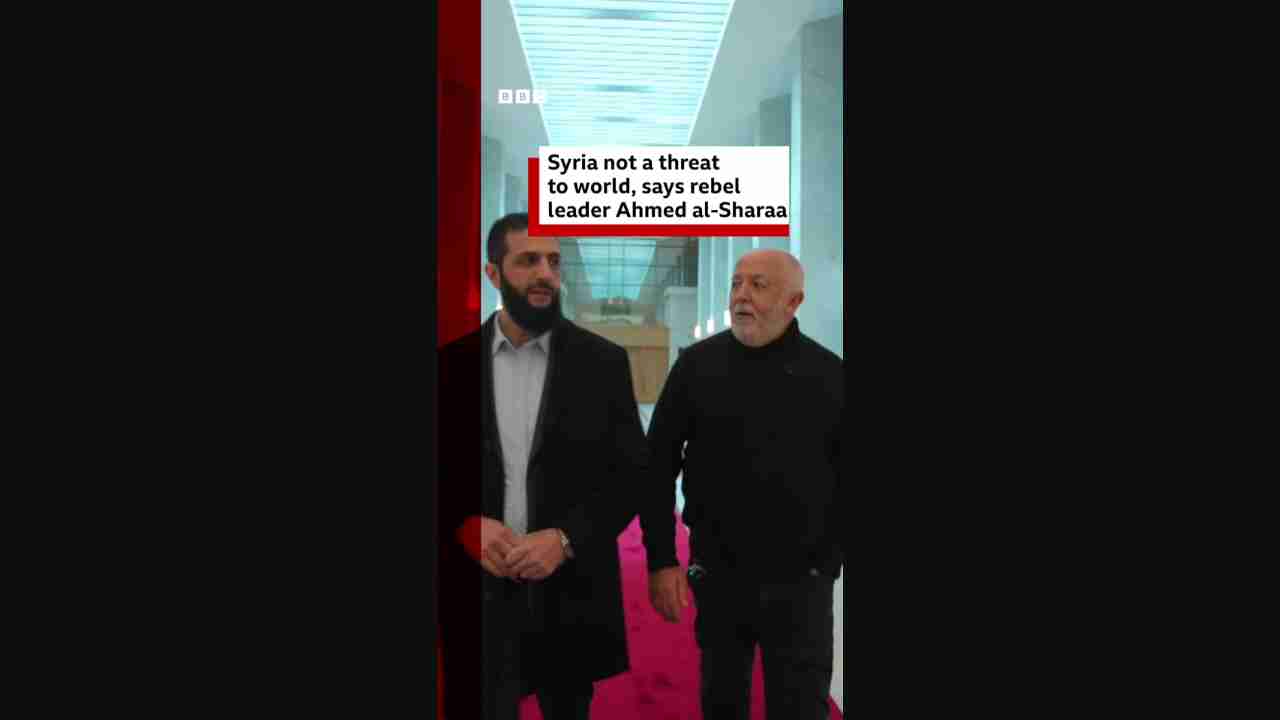 BBC
Syria not a threat
to world, says rebel
leader Ahmed al-Sharaa